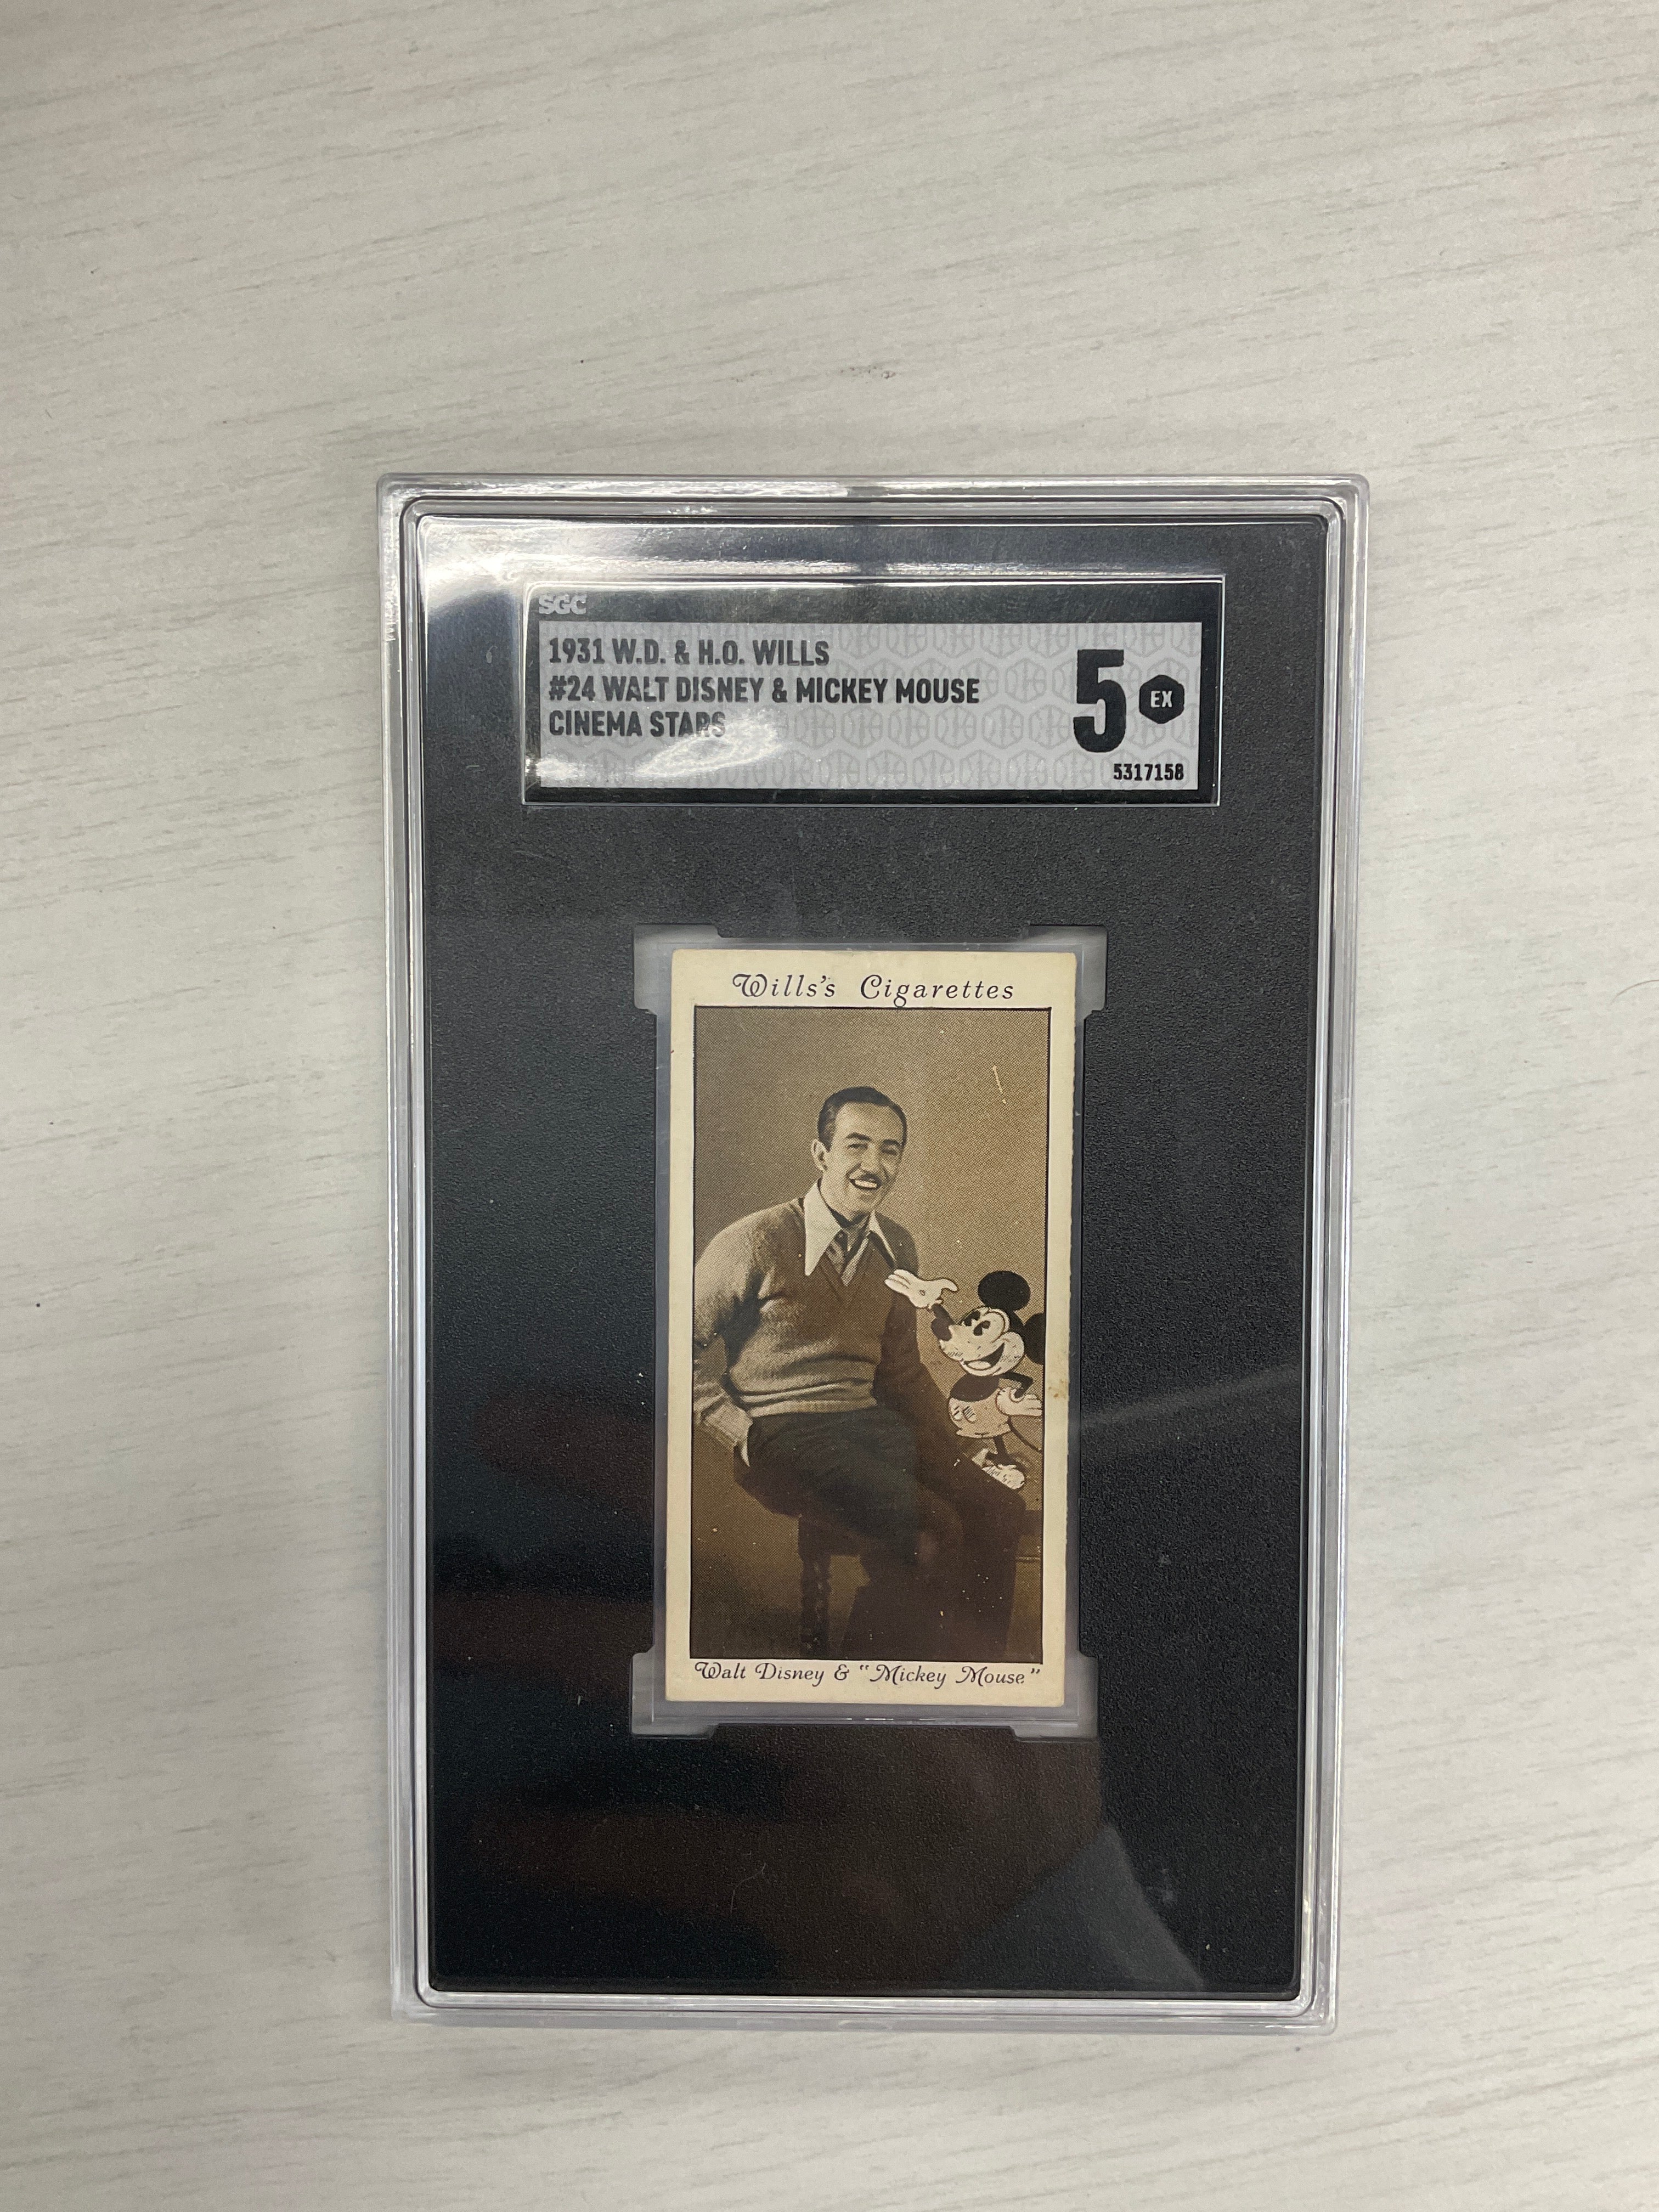 SGC
1931 W.D. & H.O. WILLS
#24 WALT DISNEY & MICKEY MOUSE
CINEMA STARS
5 EX
5317158
Wills's Cigarettes
Walt Disney & "Mickey Mouse"